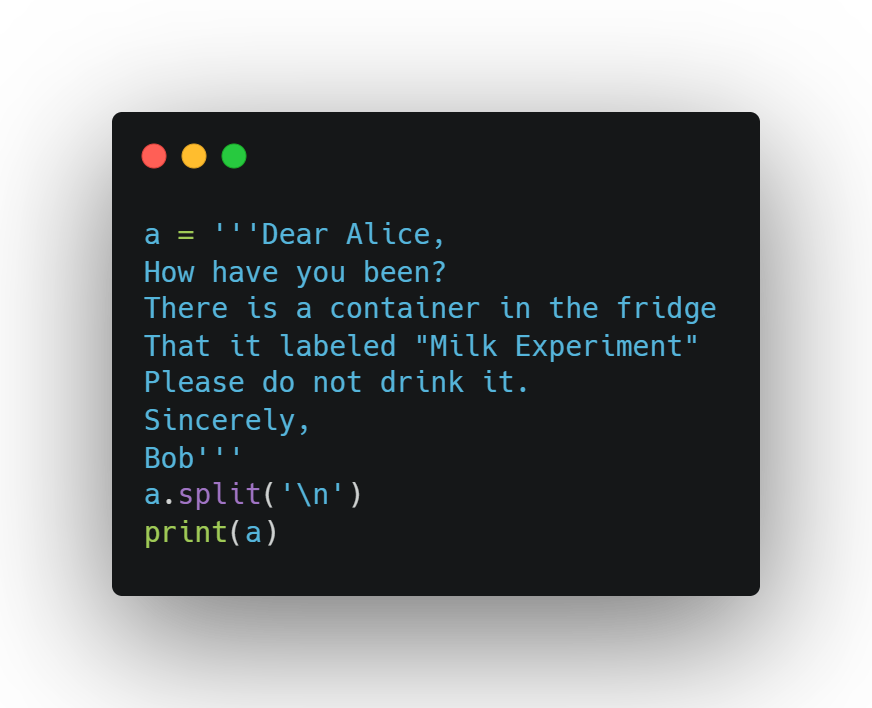 a = '''Dear Alice,
How have you been?
There is a container in the fridge
That it labeled "Milk Experiment"
Please do not drink it.
Sincerely,
Bob'''
a.split('\n')
print(a)